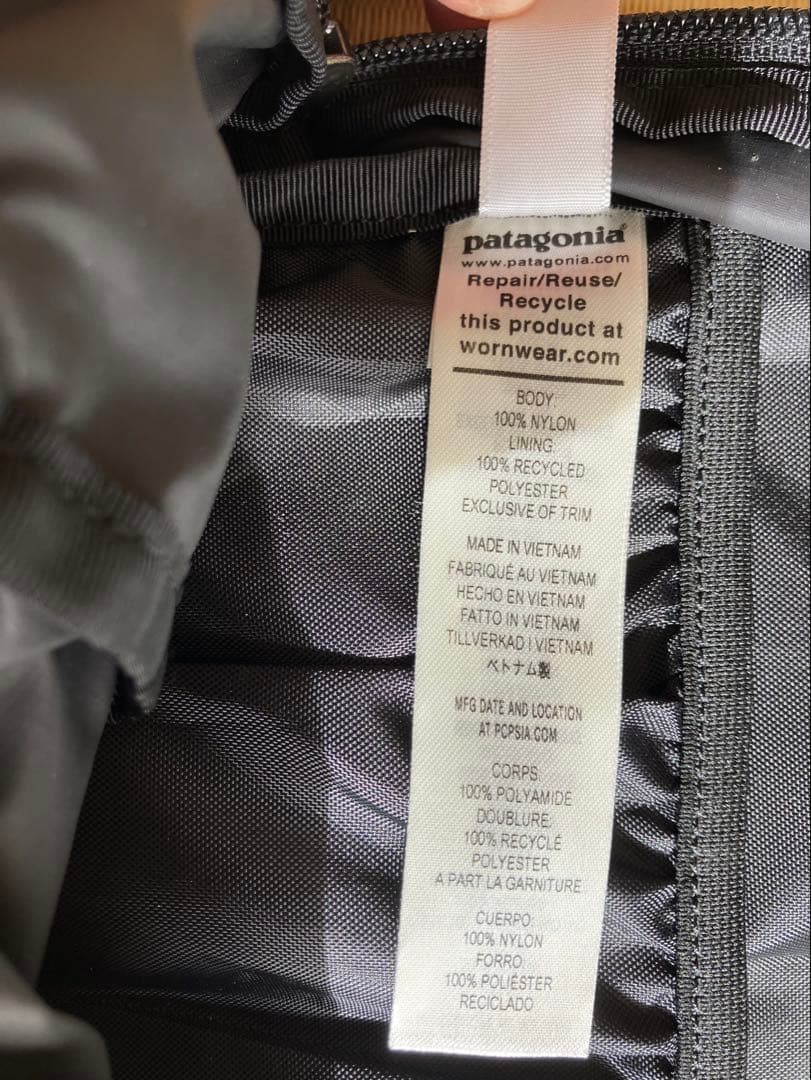 patagonia®
www.patagonia.com
Repair/Reuse/
Recycle
this product at
wornwear.com
BODY
100% NYLON
LINING
100% RECYCLED
POLYESTER
EXCLUSIVE OF TRIM
MADE IN VIETNAM
FABRIQUÉ AU VIETNAM
HECHO EN VIETNAM
FATTO IN VIETNAM
TILLVERKAD I VIETNAM
ベトナム製
MFG DATE AND LOCATION
AT PCPSIA.COM
CORPS:
100% POLYAMIDE
DOUBLURE:
100% RECYCLÉ
POLYESTER
A PART LA GARNITURE
CUERPO:
100% NYLON
FORRO:
100% POLIÉSTER
RECICLADO